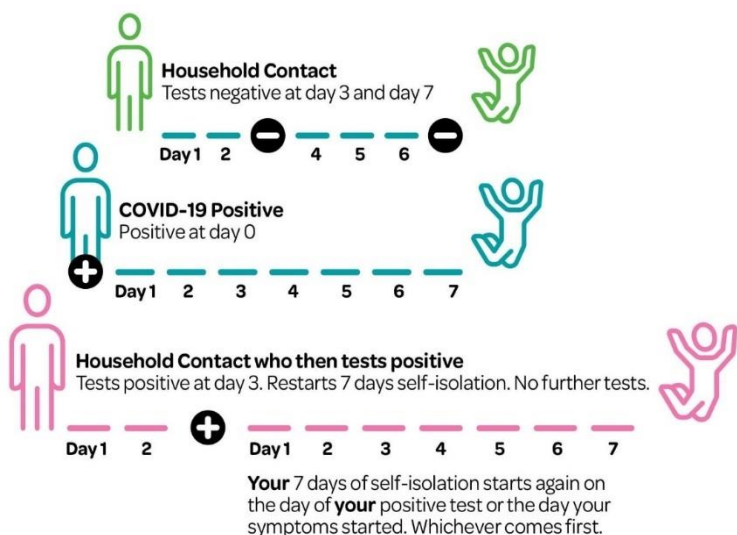 Household Contact
Tests negative at day 3 and day 7
Day 1 2 4 5 6
COVID-19 Positive
Positive at day 0
Day 1 2 3 4 5 6 7
Household Contact who then tests positive
Tests positive at day 3. Restarts 7 days self-isolation. No further tests.
Day 1 2 Day 1 2 3 4 5 6 7
Your 7 days of self-isolation starts again on
the day of your positive test or the day your
symptoms started. Whichever comes first.